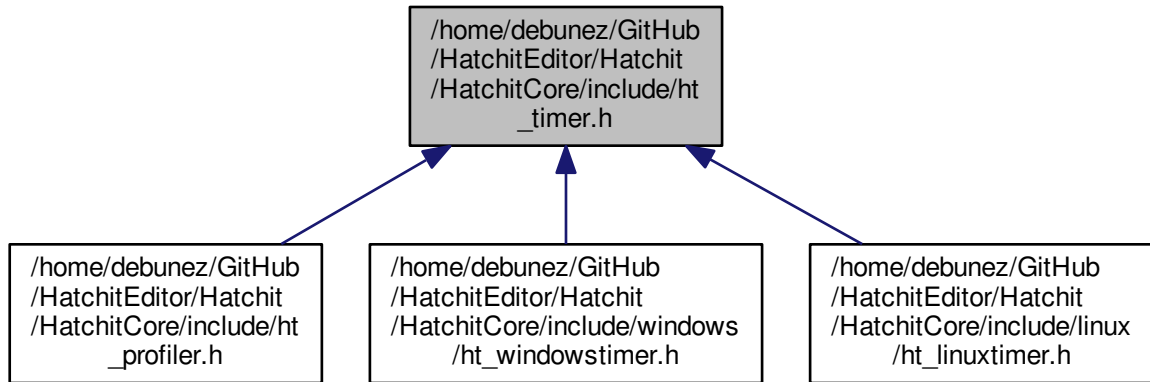 /home/debunez/GitHub
/HatchitEditor/Hatchit
/HatchitCore/include/ht
_timer.h
/home/debunez/GitHub
/HatchitEditor/Hatchit
/HatchitCore/include/ht
_profiler.h
/home/debunez/GitHub
/HatchitEditor/Hatchit
/HatchitCore/include/windows
/ht_windowstimer.h
/home/debunez/GitHub
/HatchitEditor/Hatchit
/HatchitCore/include/linux
/ht_linuxtimer.h